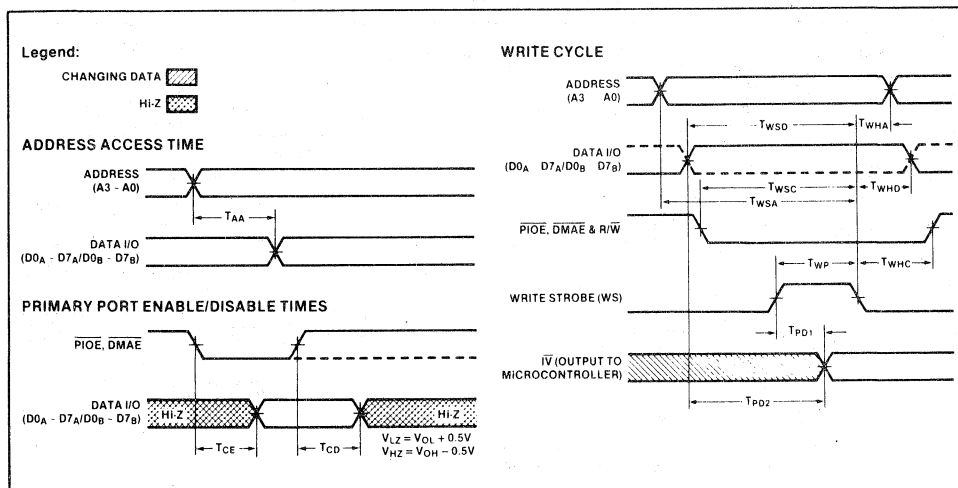 Legend:
CHANGING DATA
Hi-Z
ADDRESS ACCESS TIME
ADDRESS
(A3 - A0)
TAA
DATA I/O
(D0A - D7A/D0B - D7B)
PRIMARY PORT ENABLE/DISABLE TIMES
PIOE, DMAE
DATA I/O
(D0A - D7A/D0B - D7B)
Hi-Z
Hi-Z
TCE
TCD
VLZ = VOL + 0.5V
VHZ = VOH - 0.5V
WRITE CYCLE
ADDRESS
(A3 A0)
TWSD
TWHA
DATA I/O
(D0A D7A/D0B D7B)
TWSC
TWHD
TWSA
PIOE, DMAE & R/W
TWP
TWHC
WRITE STROBE (WS)
TPD1
IV (OUTPUT TO
MICROCONTROLLER)
TPD2